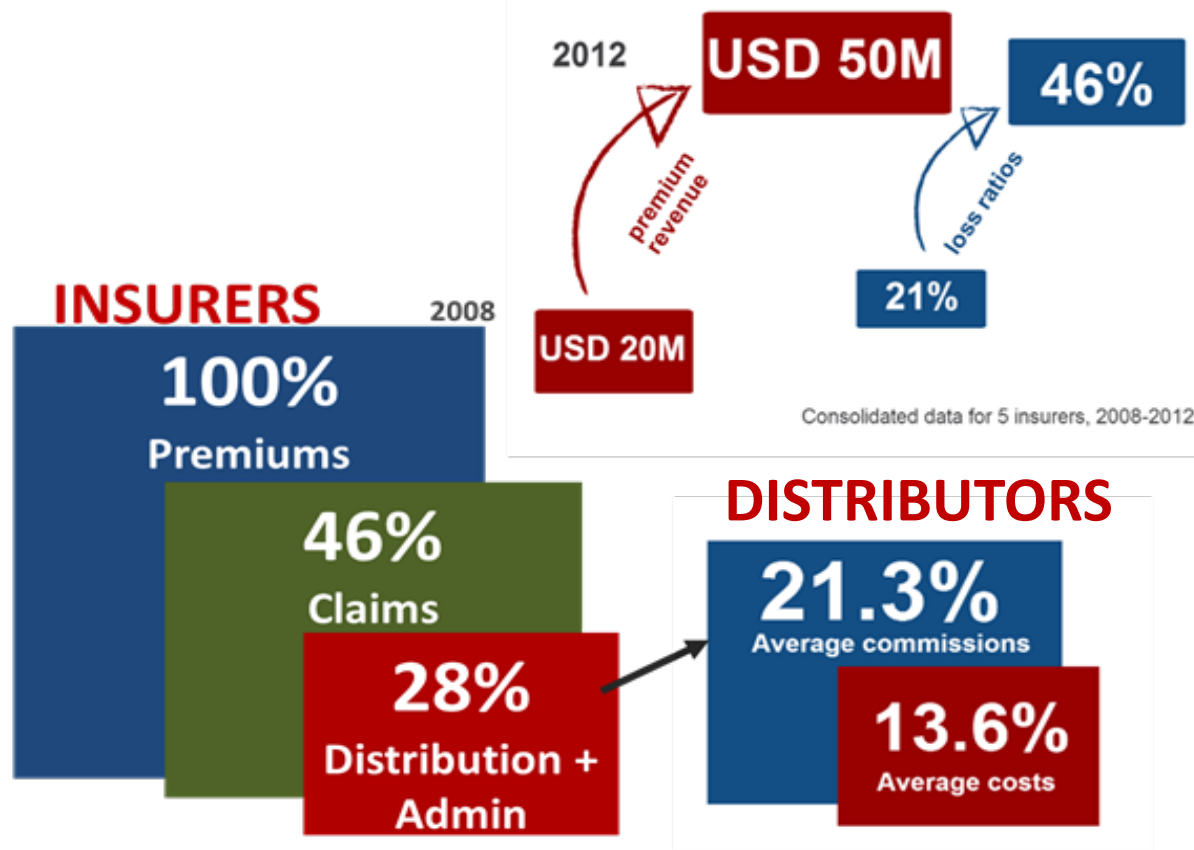 2012
USD 50M
46%
premium
revenue
loss ratios
21%
USD 20M
2008
Consolidated data for 5 insurers, 2008-2012
INSURERS
100%
Premiums
46%
Claims
28%
Distribution +
Admin
DISTRIBUTORS
21.3%
Average commissions
13.6%
Average costs